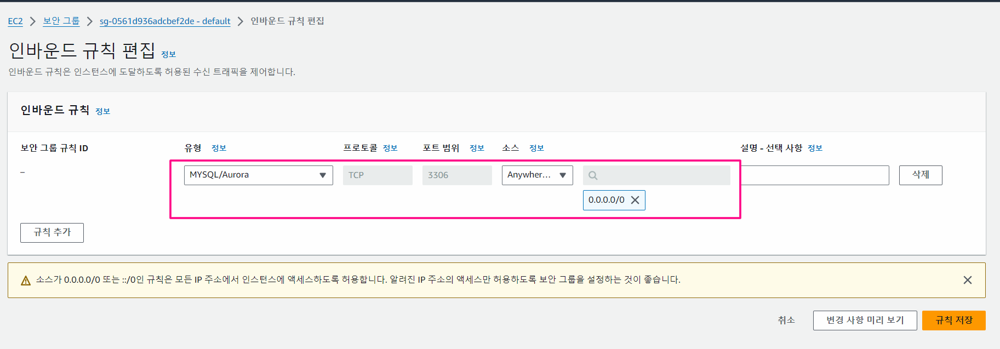 EC2 > 보안 그룹 > sg-0561d936adcbef2de - default > 인바운드 규칙 편집
인바운드 규칙 편집 정보
인바운드 규칙은 인스턴스에 도달하도록 허용된 수신 트래픽을 제어합니다.
인바운드 규칙 정보
보안 그룹 규칙 ID 유형 정보 프로토콜 정보 포트 범위 정보 소스 정보 설명 - 선택 사항 정보
– MYSQL/Aurora TCP 3306 Anywher... 삭제
0.0.0.0/0
규칙 추가
소스가 0.0.0.0/0 또는 ::/0인 규칙은 모든 IP 주소에서 인스턴스에 액세스하도록 허용합니다. 알려진 IP 주소의 액세스만 허용하도록 보안 그룹을 설정하는 것이 좋습니다.
취소 변경 사항 미리 보기 규칙 저장